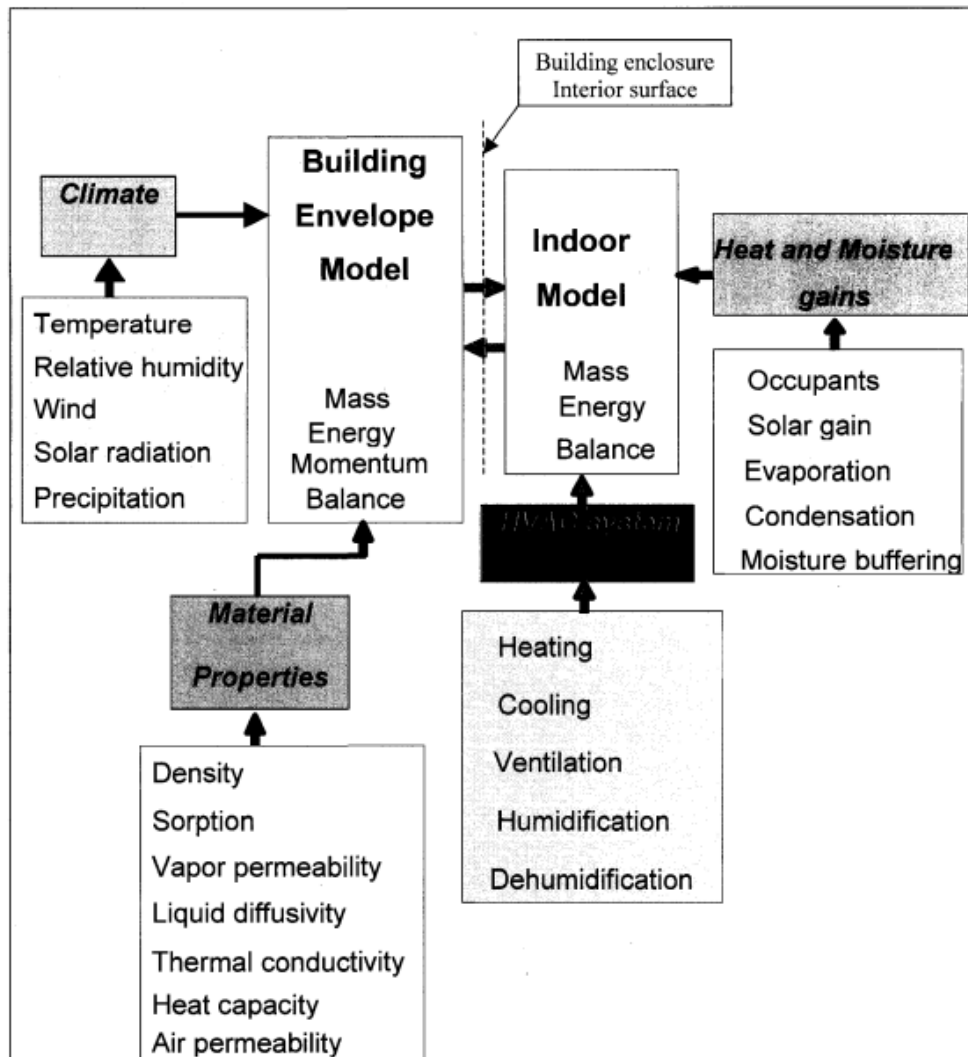 Building enclosure
Interior surface
Climate
Temperature
Relative humidity
Wind
Solar radiation
Precipitation
Building
Envelope
Model
Mass
Energy
Momentum
Balance
Indoor
Model
Mass
Energy
Balance
Heat and Moisture
gains
Occupants
Solar gain
Evaporation
Condensation
Moisture buffering
HVAC system
Heating
Cooling
Ventilation
Humidification
Dehumidification
Material
Properties
Density
Sorption
Vapor permeability
Liquid diffusivity
Thermal conductivity
Heat capacity
Air permeability